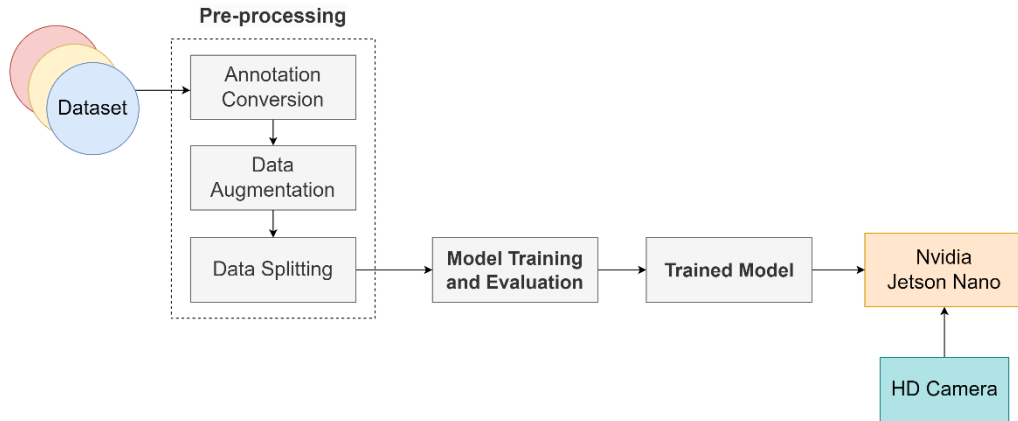 Pre-processing
Dataset
Annotation
Conversion
Data
Augmentation
Data Splitting
Model Training
and Evaluation
Trained Model
Nvidia
Jetson Nano
HD Camera